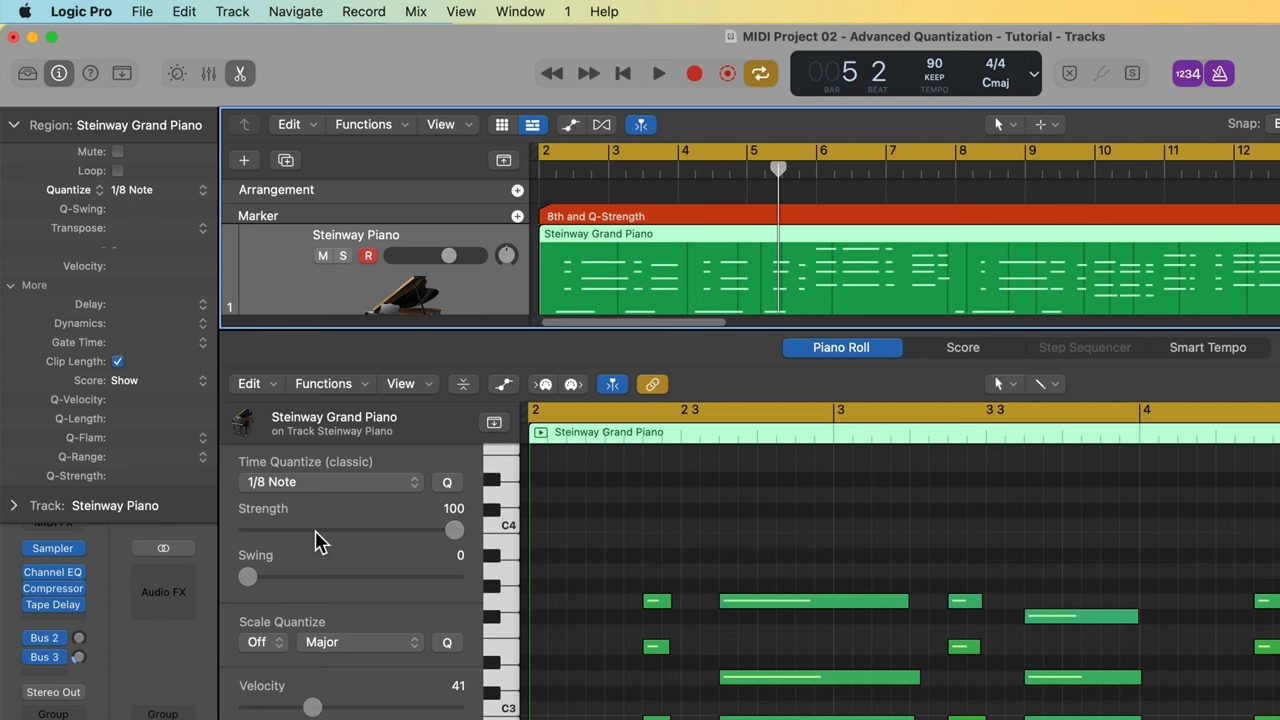 Logic Pro File Edit Track Navigate Record Mix View Window 1 Help
MIDI Project 02 - Advanced Quantization - Tutorial - Tracks
005 2 90 4/4
KEEP Cmaj
BAR BEAT TEMPO
S 1234
Region: Steinway Grand Piano
Mute:
Loop:
Quantize 1/8 Note
Q-Swing:
Transpose:
Velocity:
More
Delay:
Dynamics:
Gate Time:
Clip Length:
Score: Show
Q-Velocity:
Q-Length:
Q-Flam:
Q-Range:
Q-Strength:
Track: Steinway Piano
MIDI FX
Sampler
Channel EQ
Compressor
Tape Delay
Audio FX
Bus 2
Bus 3
Stereo Out
Group Group
Edit Functions View Snap:
2 3 4 5 6 7 8 9 10 11 12
Arrangement
Marker
8th and Q-Strength
Steinway Piano
M S R
1
Steinway Grand Piano
Piano Roll Score Step Sequencer Smart Tempo
Edit Functions View
Steinway Grand Piano
on Track Steinway Piano
2 2 3 3 3 3 4
Steinway Grand Piano
Time Quantize (classic)
1/8 Note Q
Strength 100
Swing 0
Scale Quantize
Off Major Q
Velocity 41
C4
C3